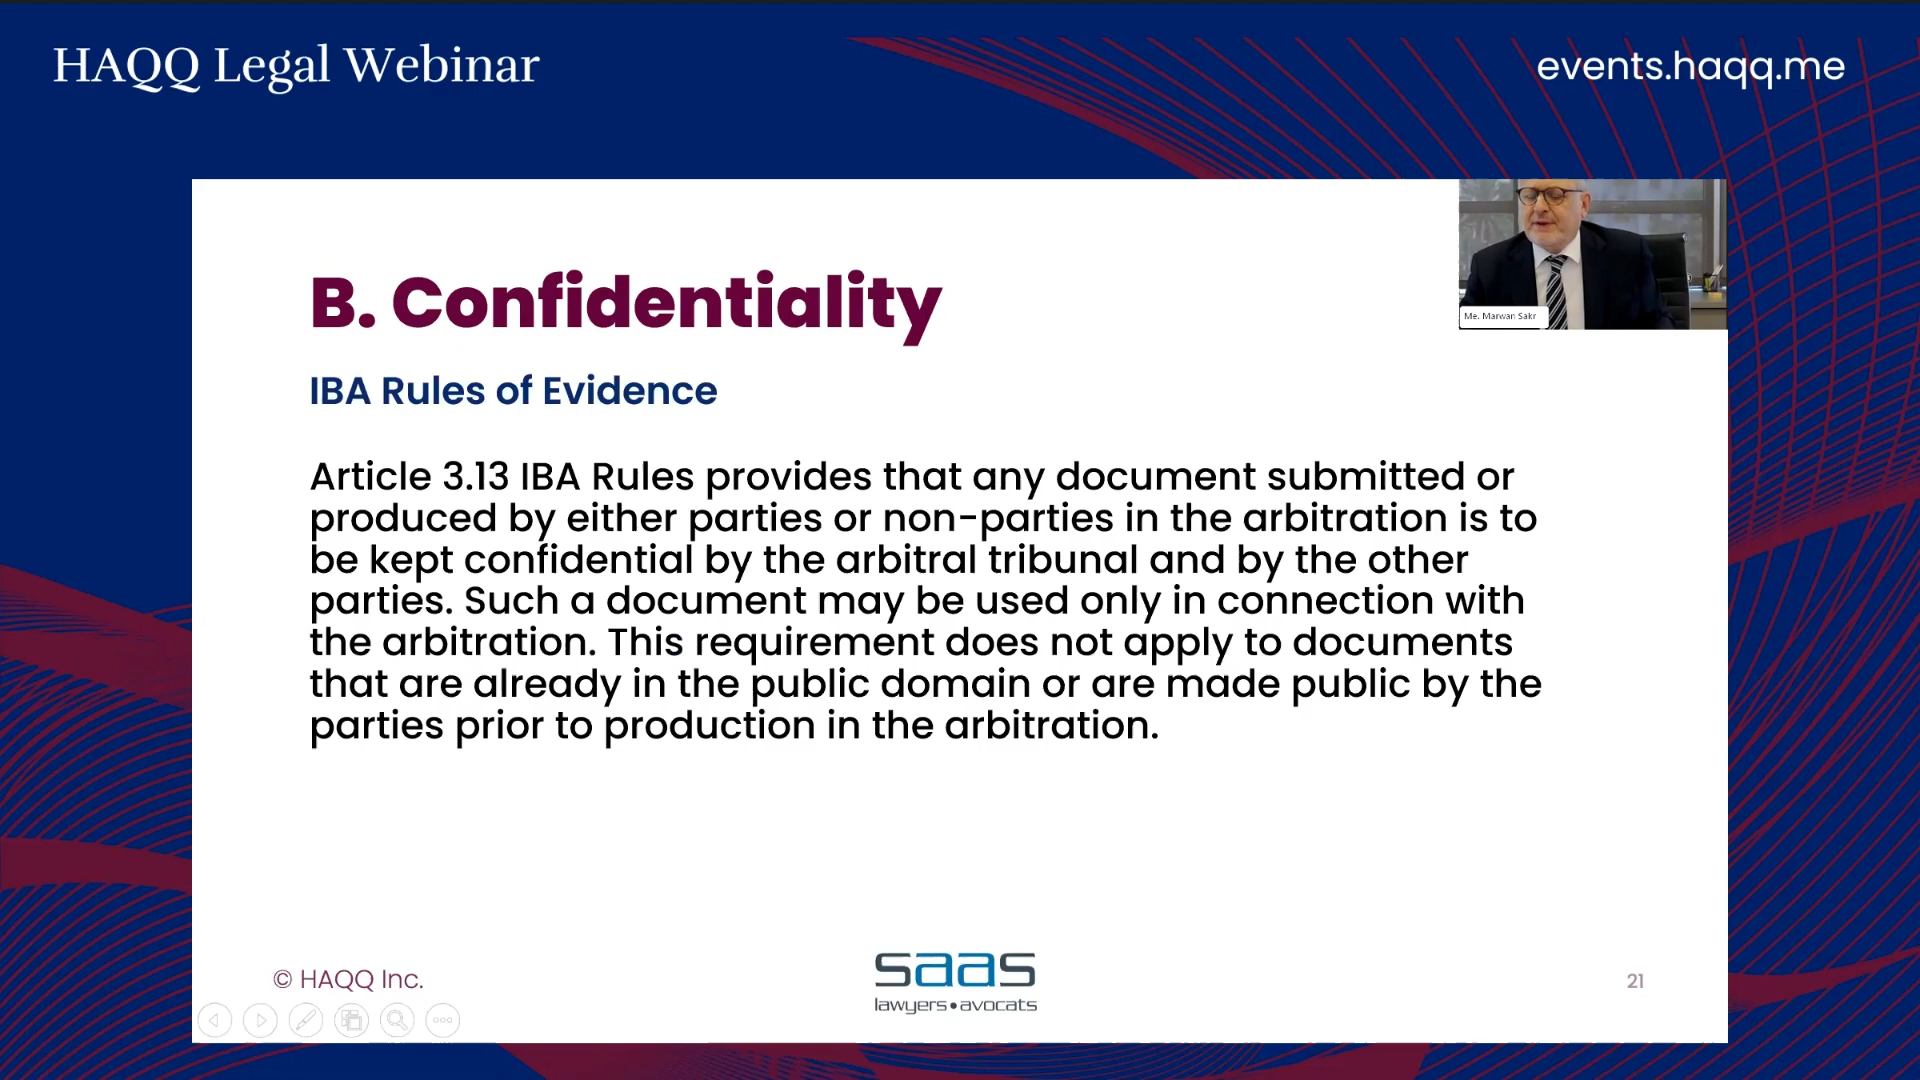 HAQQ Legal Webinar
events.haqq.me
B. Confidentiality
Me. Marwan Sakr
IBA Rules of Evidence
Article 3.13 IBA Rules provides that any document submitted or
produced by either parties or non-parties in the arbitration is to
be kept confidential by the arbitral tribunal and by the other
parties. Such a document may be used only in connection with
the arbitration. This requirement does not apply to documents
that are already in the public domain or are made public by the
parties prior to production in the arbitration.
© HAQQ Inc.
saas
lawyers•avocats
21